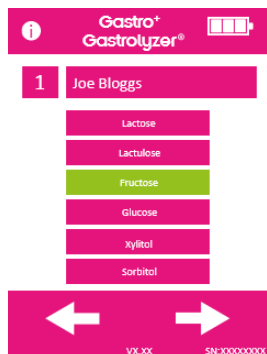 i
Gastro+
Gastrolyzer®
1 Joe Bloggs
Lactose
Lactulose
Fructose
Glucose
Xylitol
Sorbitol
VX.XX SN:XXXXXXXX